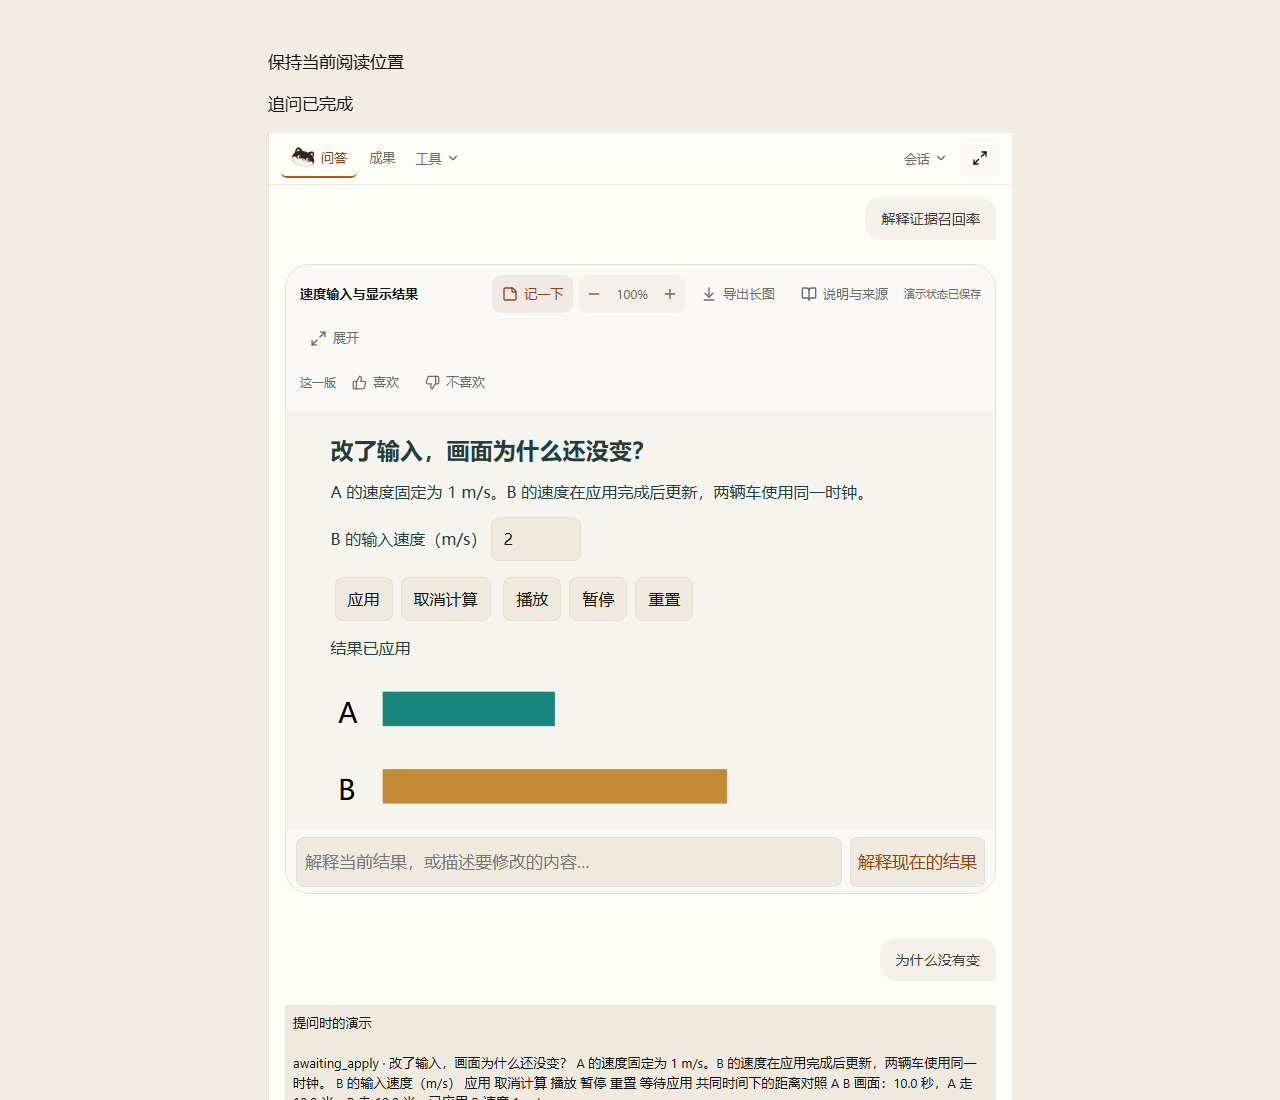 保持当前阅读位置
追问已完成
问答 成果 工具 会话
解释证据召回率
速度输入与显示结果 记一下 100% 导出长图 说明与来源 演示状态已保存
展开
这一版 喜欢 不喜欢
改了输入，画面为什么还没变？
A 的速度固定为 1 m/s。B 的速度在应用完成后更新，两辆车使用同一时钟。
B 的输入速度（m/s） 2
应用 取消计算 播放 暂停 重置
结果已应用
A
B
解释当前结果，或描述要修改的内容... 解释现在的结果
为什么没有变
提问时的演示
awaiting_apply · 改了输入，画面为什么还没变？ A 的速度固定为 1 m/s。B 的速度在应用完成后更新，两辆车使用同一
时钟。 B 的输入速度（m/s） 应用 取消计算 播放 暂停 重置 等待应用 共同时间下的距离对照 A B 画面：10.0 秒，A 走